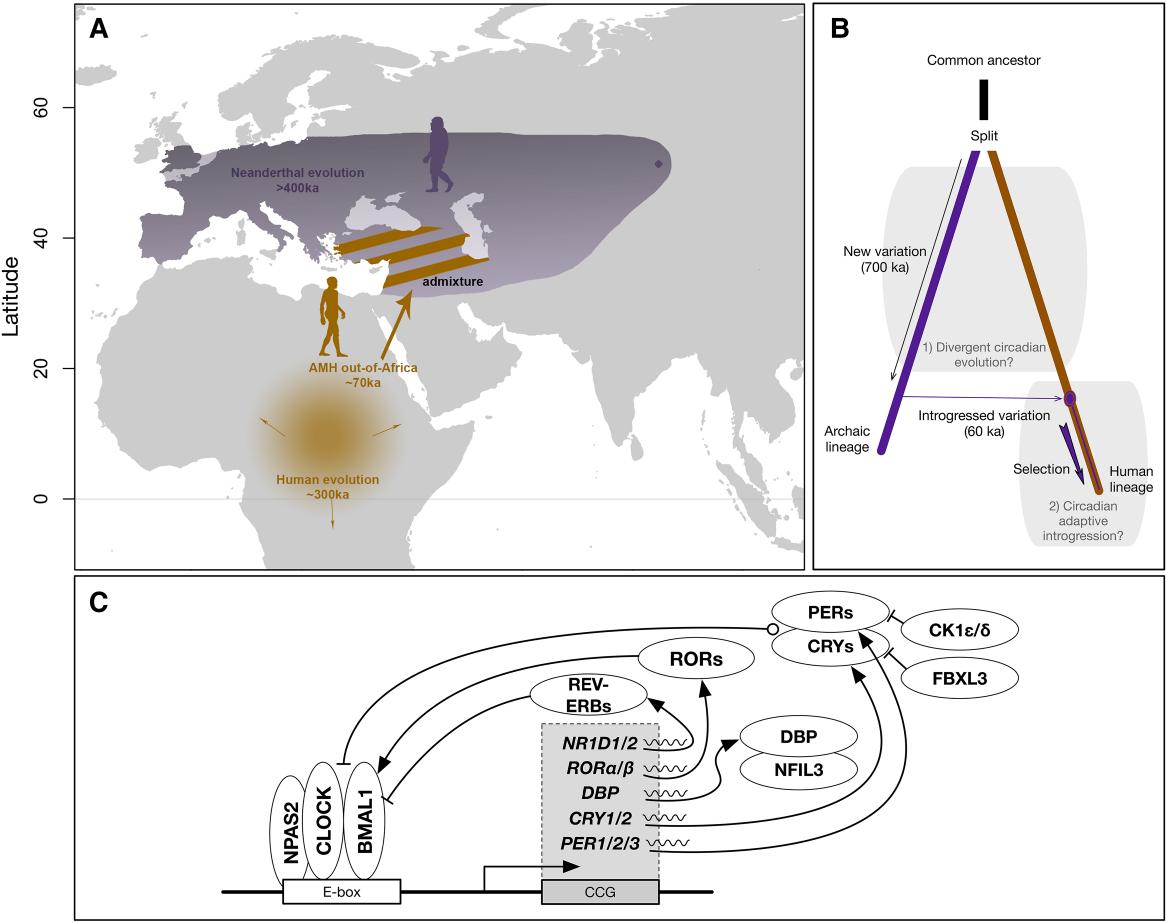 A
Latitude
60
40
20
0
Neanderthal evolution
>400ka
admixture
AMH out-of-Africa
~70ka
Human evolution
~300ka
B
Common ancestor
Split
New variation
(700 ka)
1) Divergent circadian
evolution?
Introgressed variation
(60 ka)
Archaic
lineage
Selection
Human
lineage
2) Circadian
adaptive
introgression?
C
PERs
CRYs
CK1ε/δ
FBXL3
RORs
REV-
ERBs
NR1D1/2
RORα/β
DBP
CRY1/2
PER1/2/3
DBP
NFIL3
NPAS2
CLOCK
BMAL1
E-box
CCG